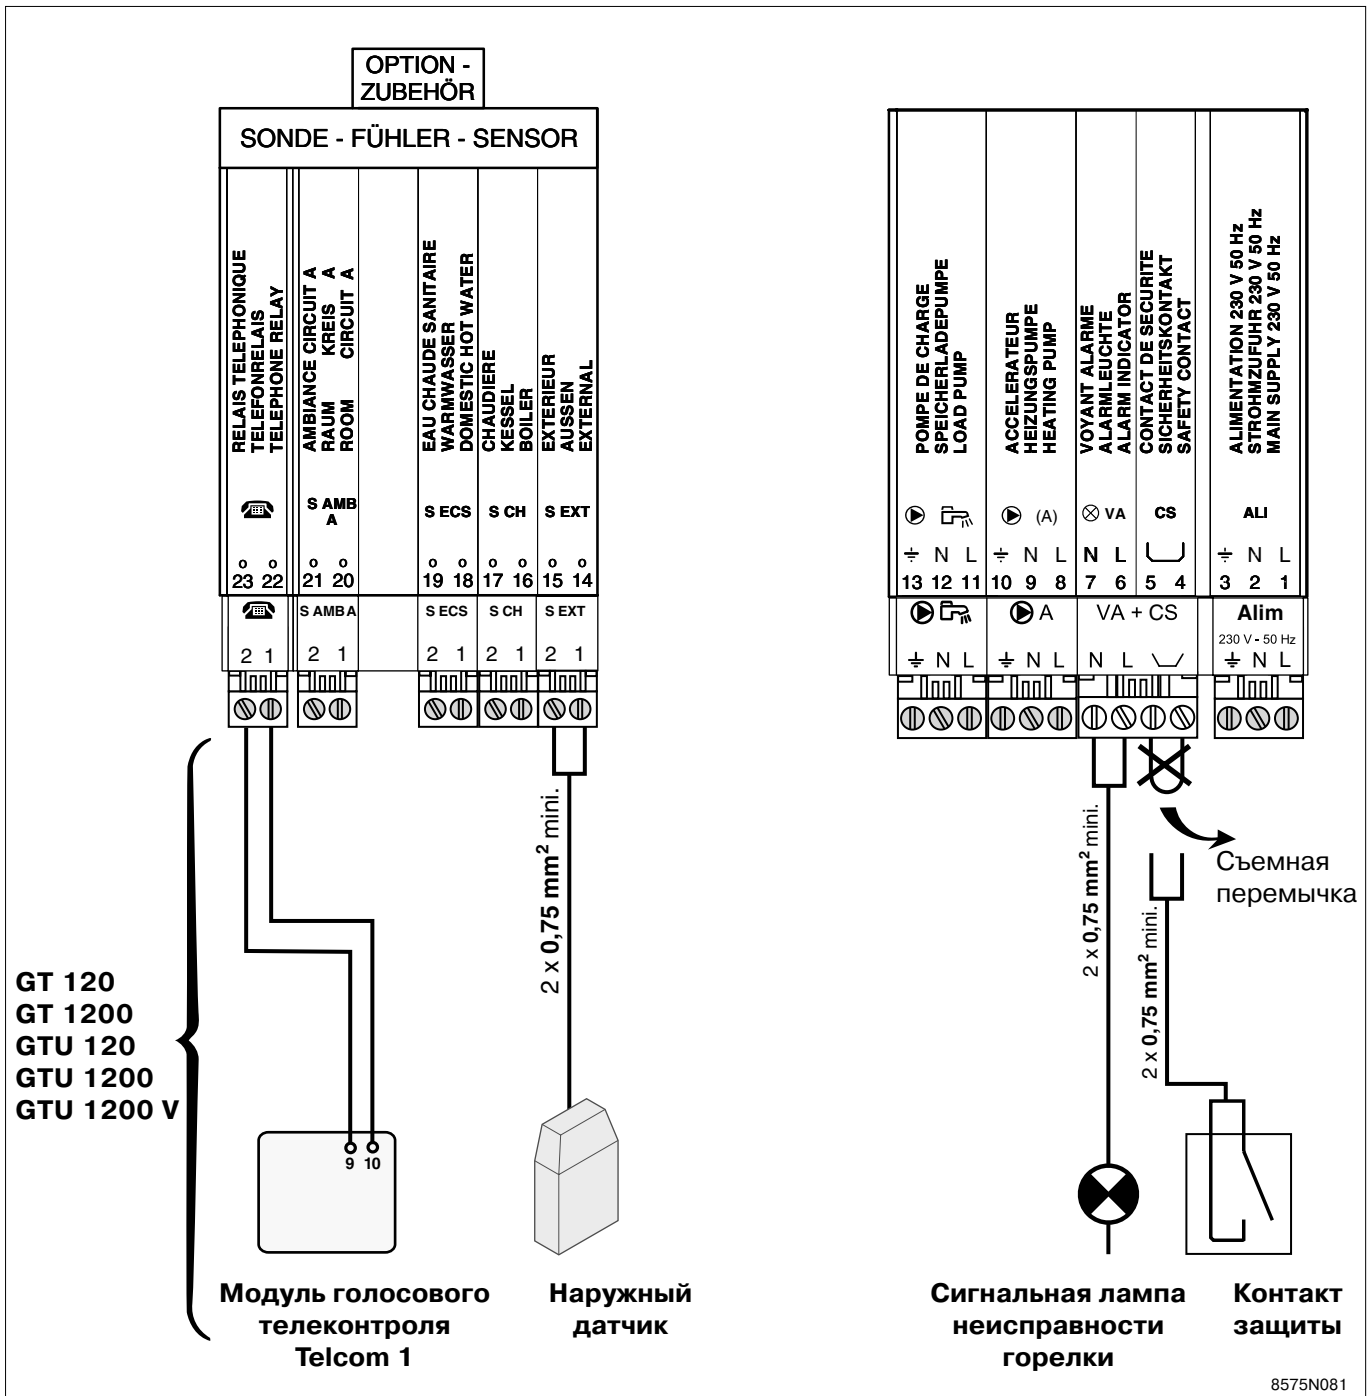 OPTION -
ZUBEHÖR
SONDE - FÜHLER - SENSOR
RELAIS TELEPHONIQUE
TELEFONRELAIS
TELEPHONE RELAY
AMBIANCE CIRCUIT A
RAUM KREIS A
ROOM CIRCUIT A
EAU CHAUDE SANITAIRE
WARMWASSER
DOMESTIC HOT WATER
CHAUDIERE
KESSEL
BOILER
EXTERIEUR
AUSSEN
EXTERNAL
S AMB
A
S ECS
S CH
S EXT
23 22 21 20 19 18 17 16 15 14
S AMB A
S ECS
S CH
S EXT
2 1 2 1 2 1 2 1 2 1
POMPE DE CHARGE
SPEICHERLADEPUMPE
LOAD PUMP
ACCELERATEUR
HEIZUNGSPUMPE
HEATING PUMP
VOYANT ALARME
ALARMLEUCHTE
ALARM INDICATOR
CONTACT DE SECURITE
SICHERHEITSKONTAKT
SAFETY CONTACT
ALIMENTATION 230 V 50 Hz
STROHMZUFUHR 230 V 50 Hz
MAIN SUPPLY 230 V 50 Hz
(A)
VA
CS
ALI
N L N L N L N L
13 12 11 10 9 8 7 6 5 4 3 2 1
A
VA + CS
Alim
230 V - 50 Hz
N L N L N L N L
2 x 0,75 mm² mini.
2 x 0,75 mm² mini.
2 x 0,75 mm² mini.
Съемная
перемычка
GT 120
GT 1200
GTU 120
GTU 1200
GTU 1200 V
9 10
Модуль голосового
телеконтроля
Telcom 1
Наружный
датчик
Сигнальная лампа
неисправности
горелки
Контакт
защиты
8575N081